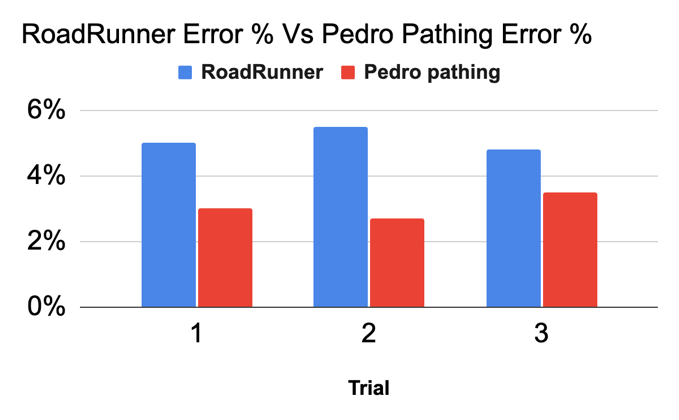 RoadRunner Error % Vs Pedro Pathing Error %
RoadRunner Pedro pathing
6%
4%
2%
0%
1 2 3
Trial